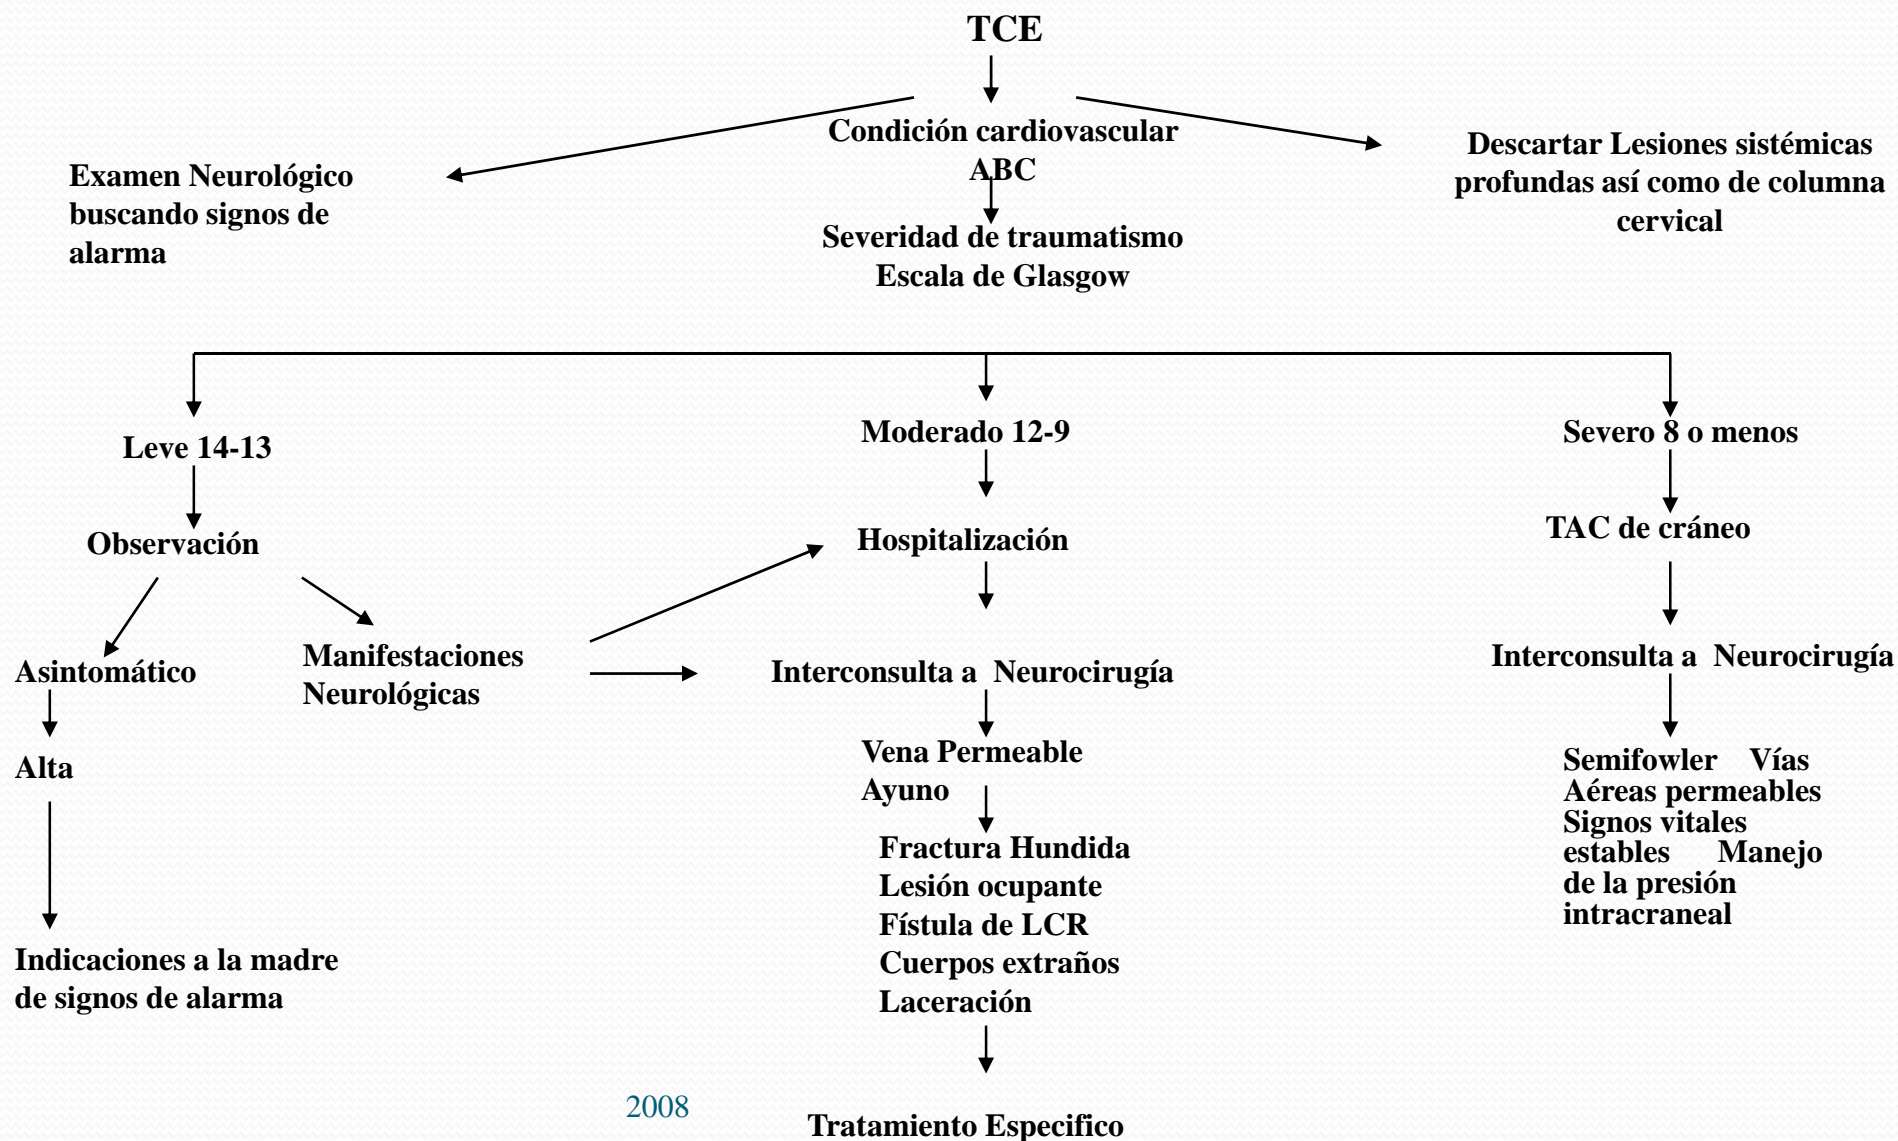 TCE
Condición cardiovascular
ABC
Examen Neurológico
buscando signos de
alarma
Descartar Lesiones sistémicas
profundas así como de columna
cervical
Severidad de traumatismo
Escala de Glasgow
Leve 14-13
Moderado 12-9
Severo 8 o menos
Observación
Hospitalización
TAC de cráneo
Asintomático
Manifestaciones
Neurológicas
Interconsulta a Neurocirugía
Interconsulta a Neurocirugía
Alta
Vena Permeable
Ayuno
Semifowler Vías
Aéreas permeables
Signos vitales
estables Manejo
de la presión
intracraneal
Fractura Hundida
Lesión ocupante
Fístula de LCR
Cuerpos extraños
Laceración
Indicaciones a la madre
de signos de alarma
2008
Tratamiento Especifico